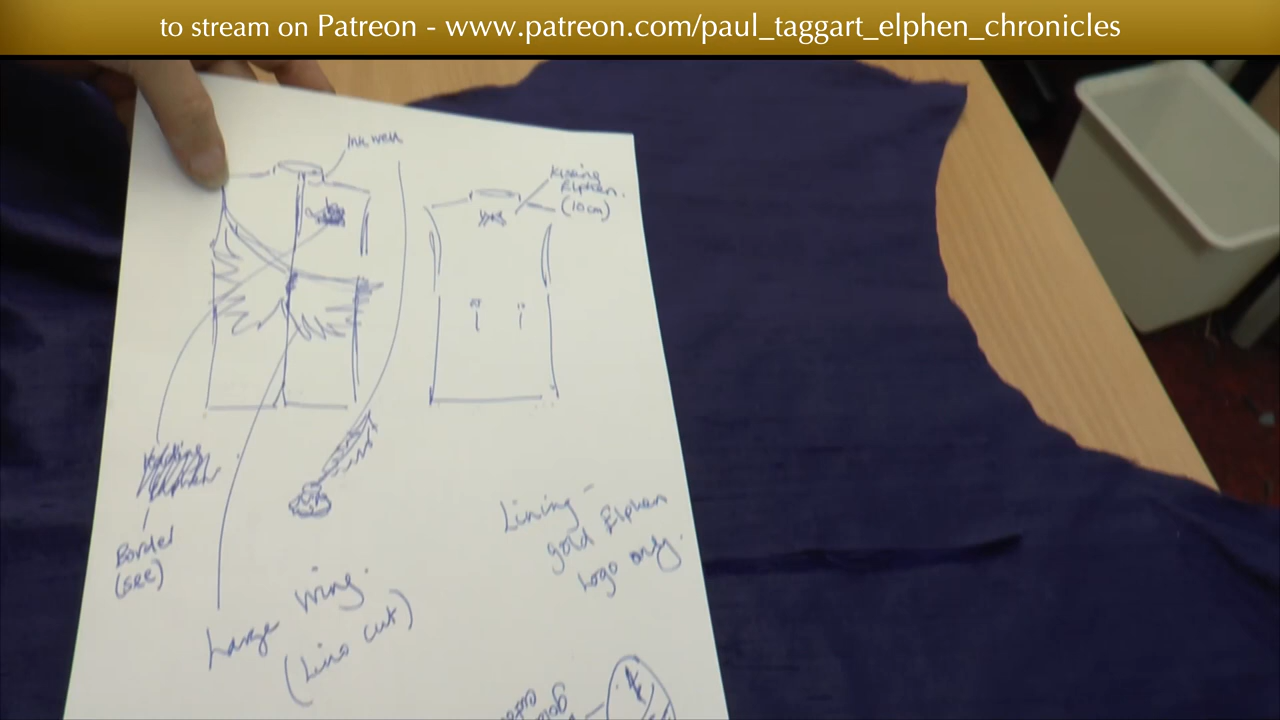 to stream on Patreon - www.patreon.com/paul_taggart_elphen_chronicles
Ink well
Kissing
Elphen.
(10cm)
Border
(see)
Large Wing.
(Lino cut)
Lining -
gold Elphen
Logo only.